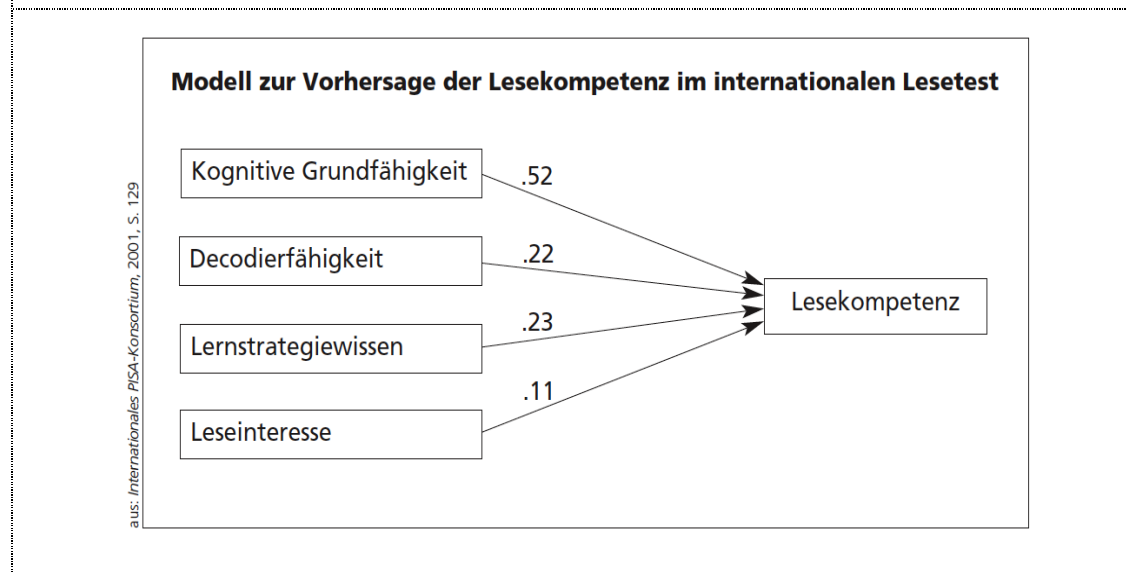 Modell zur Vorhersage der Lesekompetenz im internationalen Lesetest
Kognitive Grundfähigkeit
.52
Decodierfähigkeit
.22
Lesekompetenz
Lernstrategiewissen
.23
Leseinteresse
.11
aus: Internationales PISA-Konsortium, 2001, S. 129